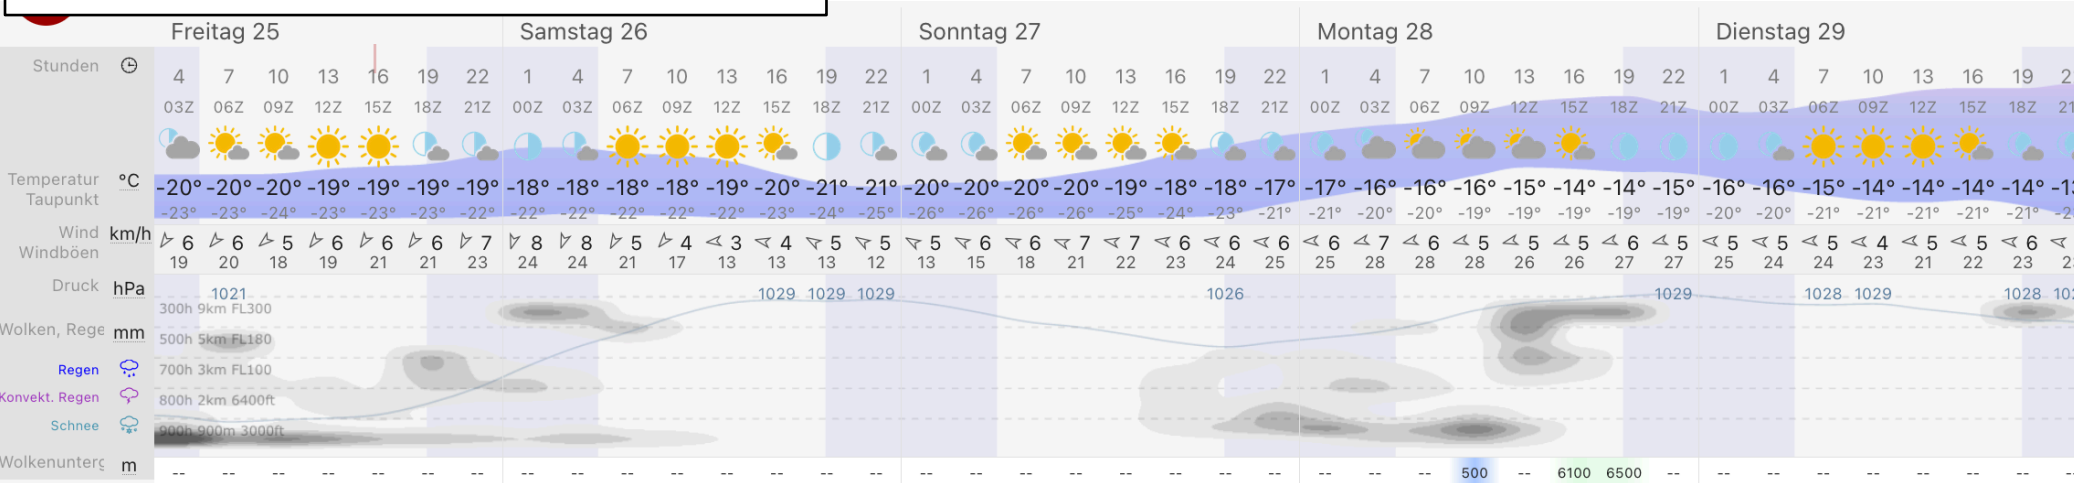 Freitag 25 Samstag 26 Sonntag 27 Montag 28 Dienstag 29
Stunden 4 7 10 13 16 19 22 1 4 7 10 13 16 19 22 1 4 7 10 13 16 19 22 1 4 7 10 13 16 19 22 1 4 7 10 13 16 19 2
03Z 06Z 09Z 12Z 15Z 18Z 21Z 00Z 03Z 06Z 09Z 12Z 15Z 18Z 21Z 00Z 03Z 06Z 09Z 12Z 15Z 18Z 21Z 00Z 03Z 06Z 09Z 12Z 15Z 18Z 21Z 00Z 03Z 06Z 09Z 12Z 15Z 18Z 21
Temperatur °C -20° -20° -20° -19° -19° -19° -19° -18° -18° -18° -18° -19° -20° -21° -21° -20° -20° -20° -20° -19° -18° -18° -17° -17° -16° -16° -16° -15° -14° -14° -15° -16° -16° -15° -14° -14° -14° -14° -13
Taupunkt -23° -23° -24° -23° -23° -23° -22° -22° -22° -22° -22° -22° -23° -24° -25° -26° -26° -26° -26° -25° -24° -23° -21° -21° -20° -20° -19° -19° -19° -19° -19° -20° -20° -21° -21° -21° -21° -21° -2
Wind km/h 6 6 5 6 6 6 7 8 8 5 4 3 4 5 5 5 5 6 7 7 6 6 6 6 7 6 5 5 5 6 5 5 5 5 4 5 5 6
Windböen 19 20 18 19 21 21 23 24 24 21 17 13 13 13 12 13 15 18 21 22 23 24 25 25 28 28 28 26 26 27 27 25 24 24 23 21 22 23 2
Druck hPa 1021 1029 1029 1029 1026 1029 1028 1029 1028 10
300h 9km FL300
Wolken, Rege mm
500h 5km FL180
Regen 700h 3km FL100
Konvekt. Regen 800h 2km 6400ft
Schnee 900h 900m 3000ft
Wolkenunterg m -- -- -- -- -- -- -- -- -- -- -- -- -- -- -- -- -- -- -- -- -- -- -- -- -- -- 500 -- 6100 6500 -- -- -- -- -- -- -- -- --